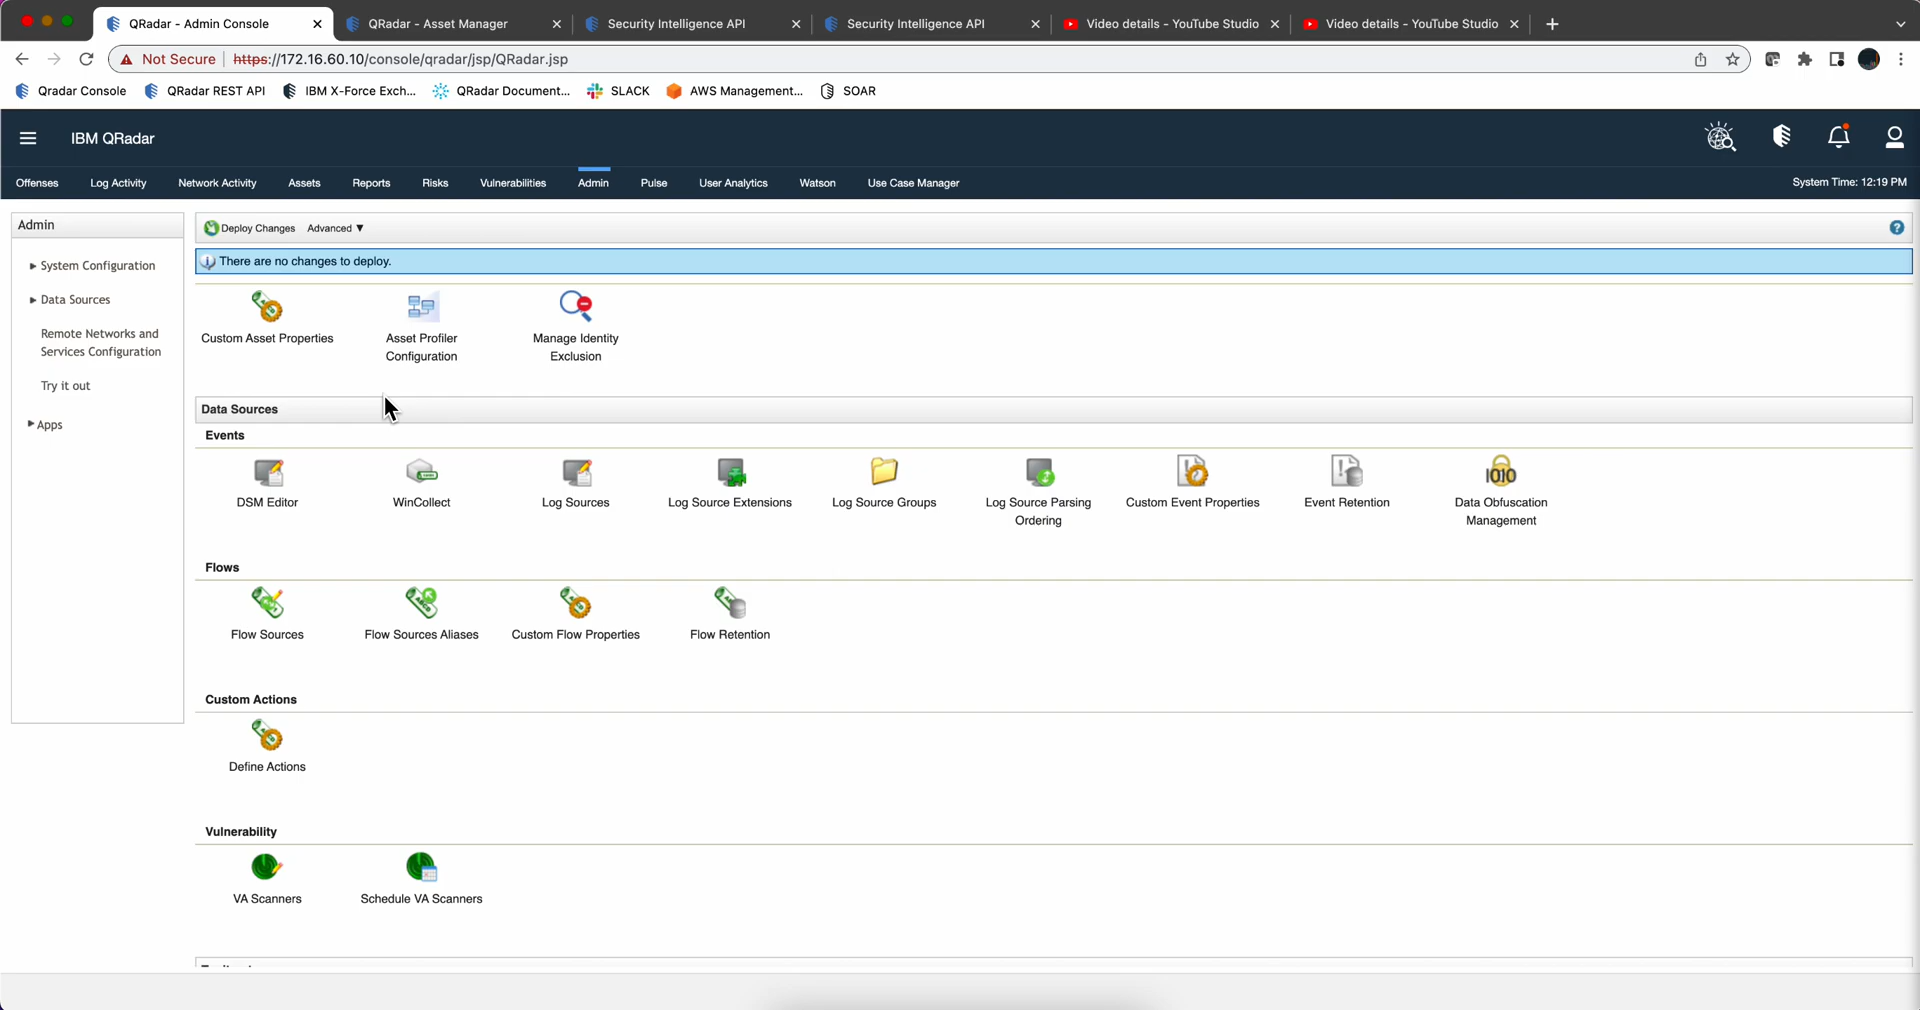 QRadar - Admin Console
QRadar - Asset Manager
Security Intelligence API
Security Intelligence API
Video details - YouTube Studio
Video details - YouTube Studio
Not Secure
https://172.16.60.10/console/qradar/jsp/QRadar.jsp
Qradar Console
QRadar REST API
IBM X-Force Exch...
QRadar Document...
SLACK
AWS Management...
SOAR
IBM QRadar
Offenses
Log Activity
Network Activity
Assets
Reports
Risks
Vulnerabilities
Admin
Pulse
User Analytics
Watson
Use Case Manager
System Time: 12:19 PM
Admin
System Configuration
Data Sources
Remote Networks and
Services Configuration
Try it out
Apps
Deploy Changes
Advanced ▼
There are no changes to deploy.
Custom Asset Properties
Asset Profiler
Configuration
Manage Identity
Exclusion
Data Sources
Events
DSM Editor
WinCollect
Log Sources
Log Source Extensions
Log Source Groups
Log Source Parsing
Ordering
Custom Event Properties
Event Retention
1010
Data Obfuscation
Management
Flows
Flow Sources
Flow Sources Aliases
Custom Flow Properties
Flow Retention
Custom Actions
Define Actions
Vulnerability
VA Scanners
Schedule VA Scanners